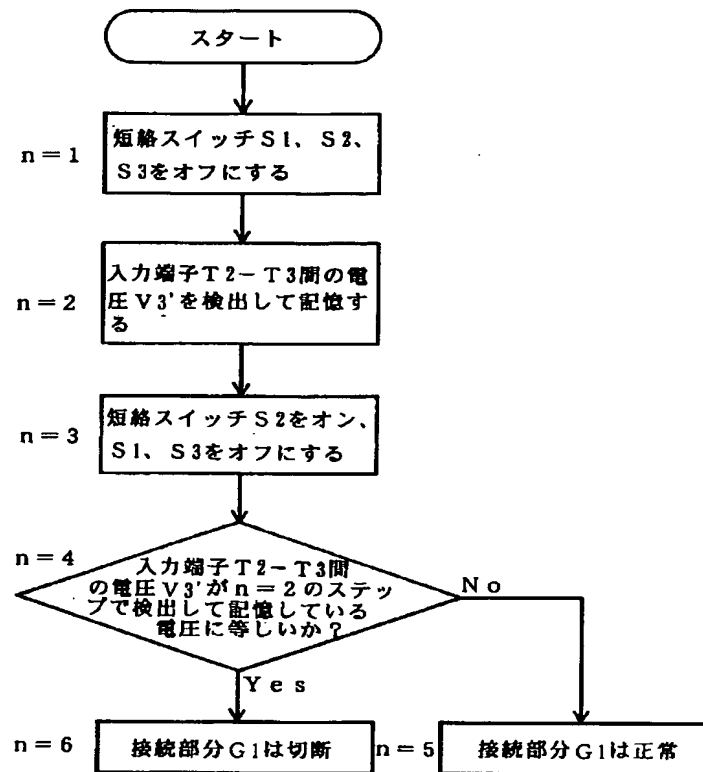 スタート
n=1
短絡スイッチS1、S2、
S3をオフにする
n=2
入力端子T2-T3間の電
圧V3'を検出して記憶す
る
n=3
短絡スイッチS2をオン、
S1、S3をオフにする
n=4
入力端子T2-T3間
の電圧V3'がn=2のステッ
プで検出して記憶している
電圧に等しいか?
No
Yes
n=6
接続部分G1は切断
n=5
接続部分G1は正常